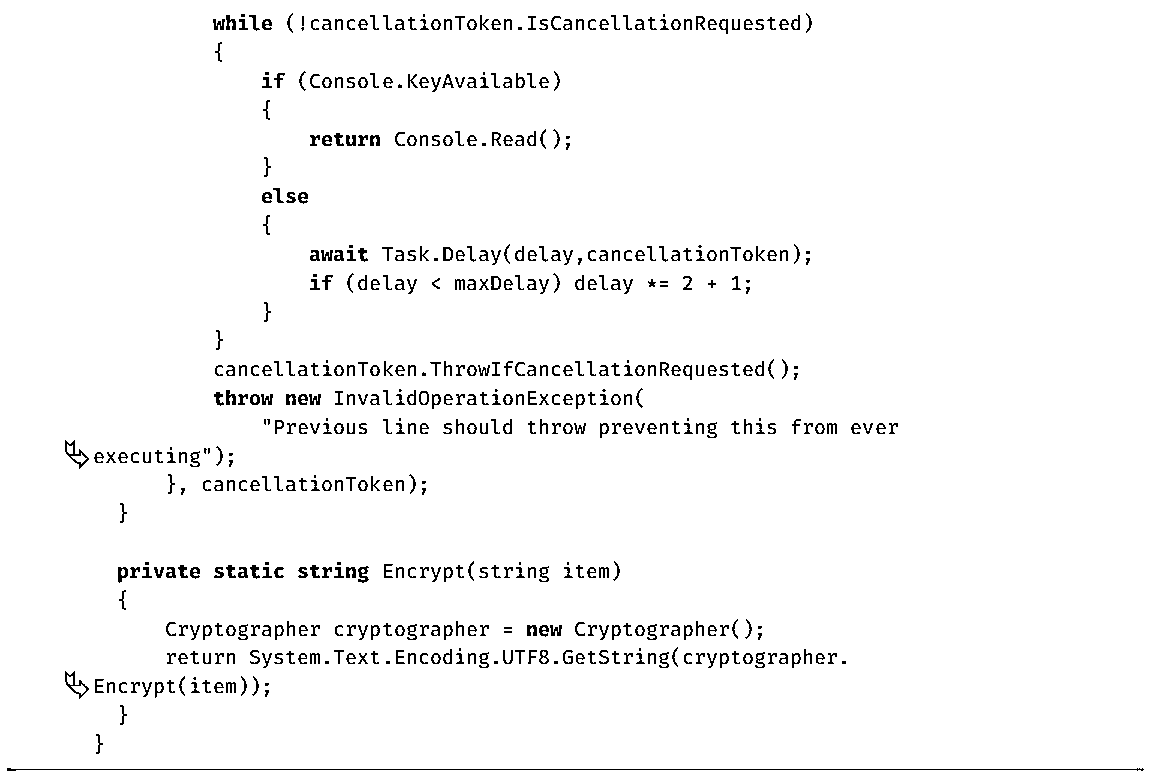 while (!cancellationToken.IsCancellationRequested)
{
if (Console.KeyAvailable)
{
return Console.Read();
}
else
{
await Task.Delay(delay,cancellationToken);
if (delay < maxDelay) delay *= 2 + 1;
}
}
cancellationToken.ThrowIfCancellationRequested();
throw new InvalidOperationException(
"Previous line should throw preventing this from ever
executing");
}, cancellationToken);
}
private static string Encrypt(string item)
{
Cryptographer cryptographer = new Cryptographer();
return System.Text.Encoding.UTF8.GetString(cryptographer.
Encrypt(item));
}
}